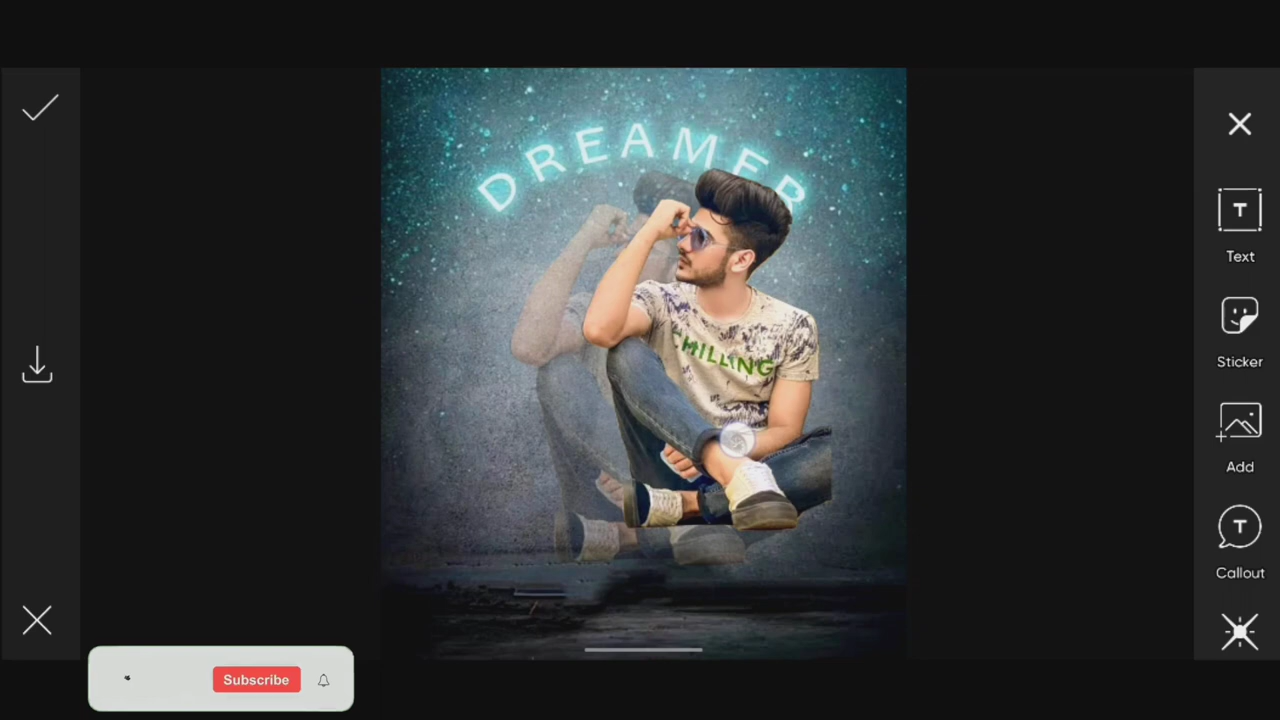 DREAMER
CHILLING
Text
Sticker
Add
Callout
Subscribe